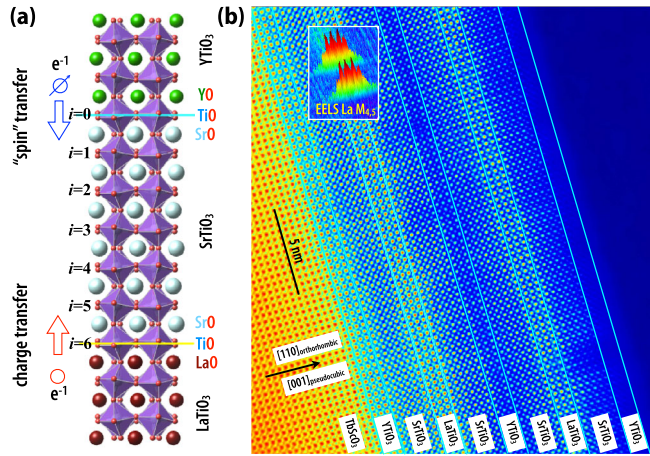 (a)
YTiO₃
"spin" transfer
e⁻¹
YO
i=0
TiO
SrO
i=1
i=2
i=3
SrTiO₃
i=4
i=5
SrO
charge transfer
i=6
TiO
LaO
e⁻¹
LaTiO₃
(b)
EELS La M₄,₅
5 nm
[110]orthorhombic
[001]pseudocubic
TbScO₃
YTiO₃
SrTiO₃
LaTiO₃
SrTiO₃
YTiO₃
SrTiO₃
LaTiO₃
SrTiO₃
YTiO₃